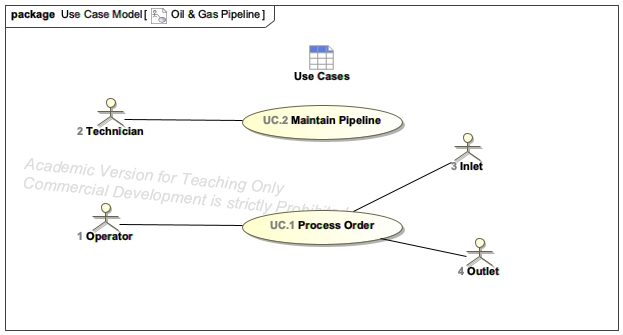 package Use Case Model[ Oil & Gas Pipeline ]
Use Cases
UC.2 Maintain Pipeline
2 Technician
3 Inlet
Academic Version for Teaching Only
Commercial Development is strictly Prohibited
UC.1 Process Order
1 Operator
4 Outlet